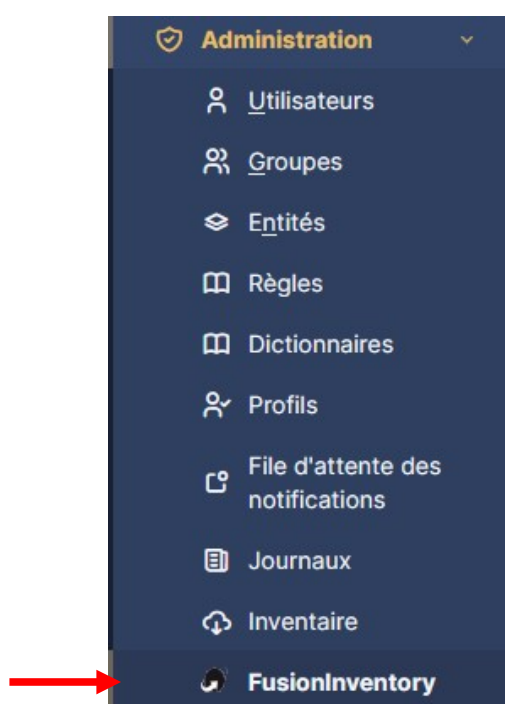 Administration
Utilisateurs
Groupes
Entités
Règles
Dictionnaires
Profils
File d'attente des
notifications
Journaux
Inventaire
FusionInventory